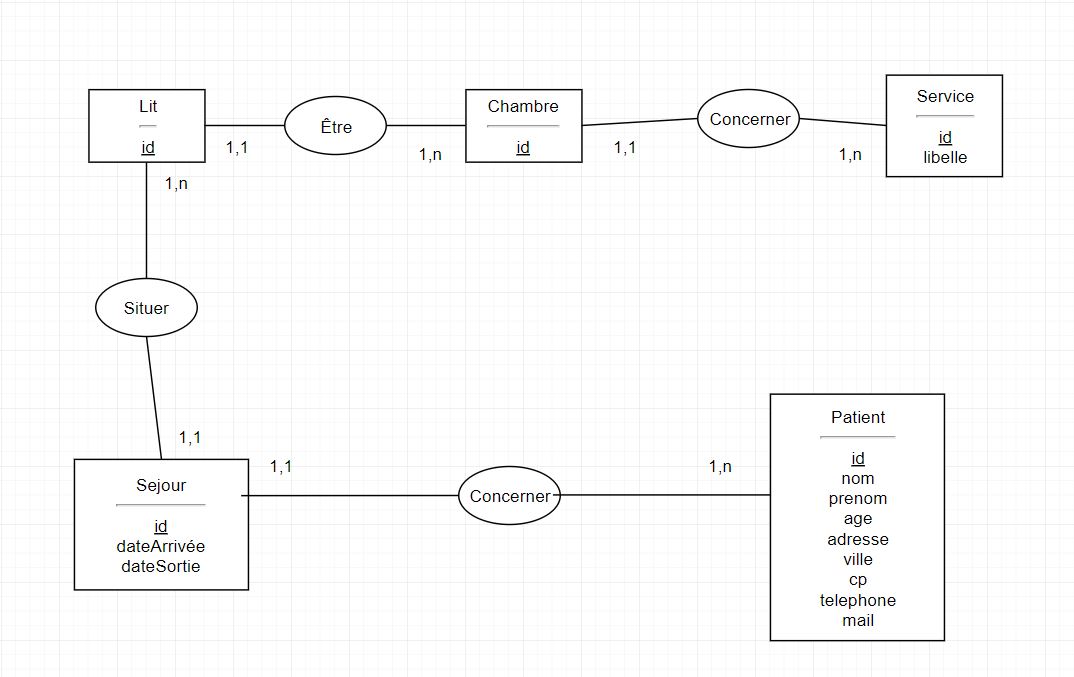 Lit
id
Être
1,1
1,n
Chambre
id
1,1
Concerner
1,n
Service
id
libelle
1,n
Situer
1,1
Sejour
id
dateArrivée
dateSortie
1,1
Concerner
1,n
Patient
id
nom
prenom
age
adresse
ville
cp
telephone
mail